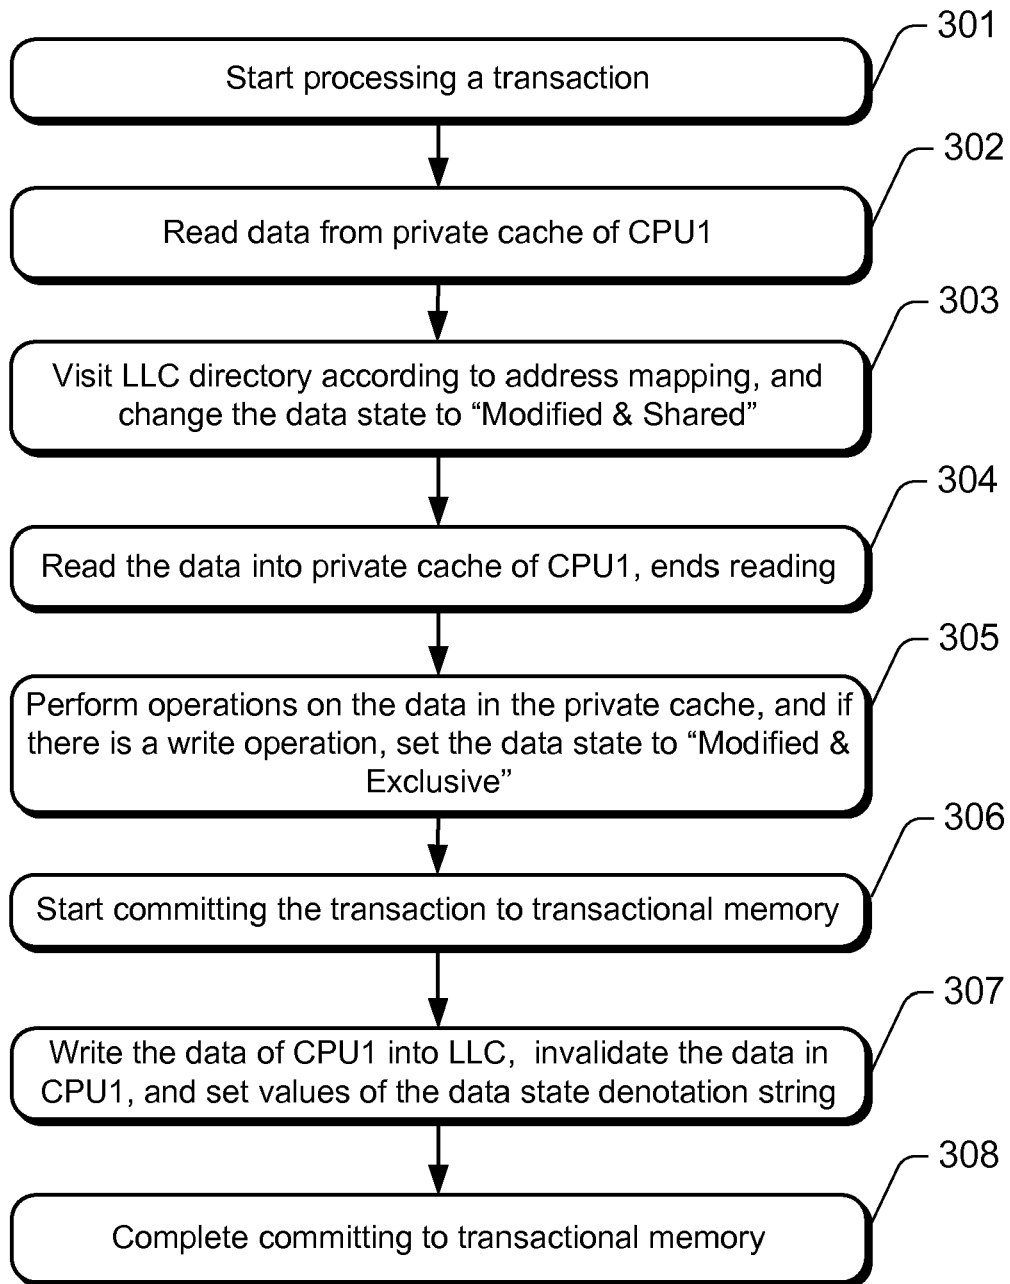 301
Start processing a transaction
302
Read data from private cache of CPU1
303
Visit LLC directory according to address mapping, and
change the data state to “Modified & Shared”
304
Read the data into private cache of CPU1, ends reading
305
Perform operations on the data in the private cache, and if
there is a write operation, set the data state to “Modified &
Exclusive”
306
Start committing the transaction to transactional memory
307
Write the data of CPU1 into LLC,  invalidate the data in
CPU1, and set values of the data state denotation string
308
Complete committing to transactional memory